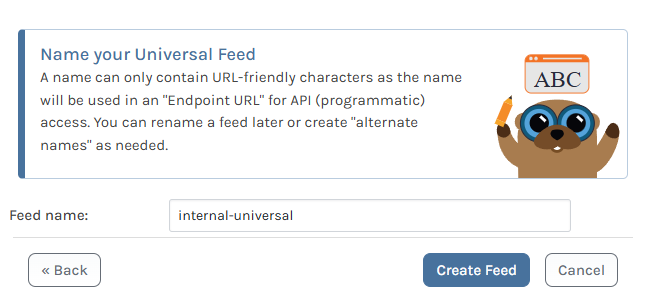 Name your Universal Feed
A name can only contain URL-friendly characters as the name
will be used in an "Endpoint URL" for API (programmatic)
access. You can rename a feed later or create "alternate
names" as needed.
ABC
Feed name:
internal-universal
« Back
Create Feed
Cancel